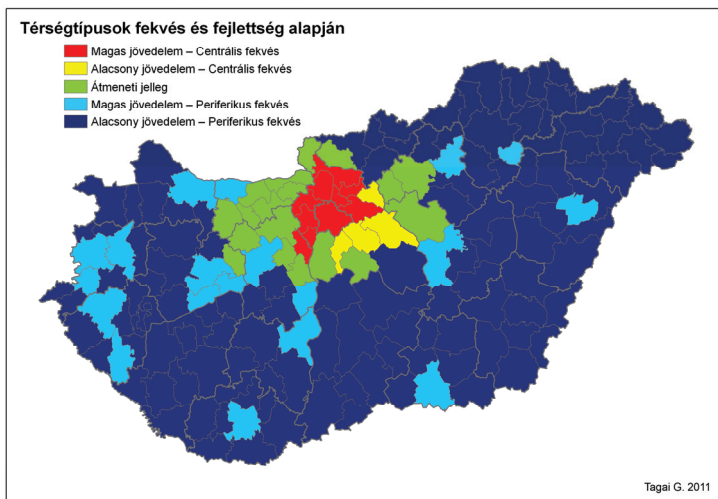 Térségtípusok fekvés és fejlettség alapján
Magas jövedelem – Centrális fekvés
Alacsony jövedelem – Centrális fekvés
Átmeneti jelleg
Magas jövedelem – Periferikus fekvés
Alacsony jövedelem – Periferikus fekvés
Tagai G. 2011